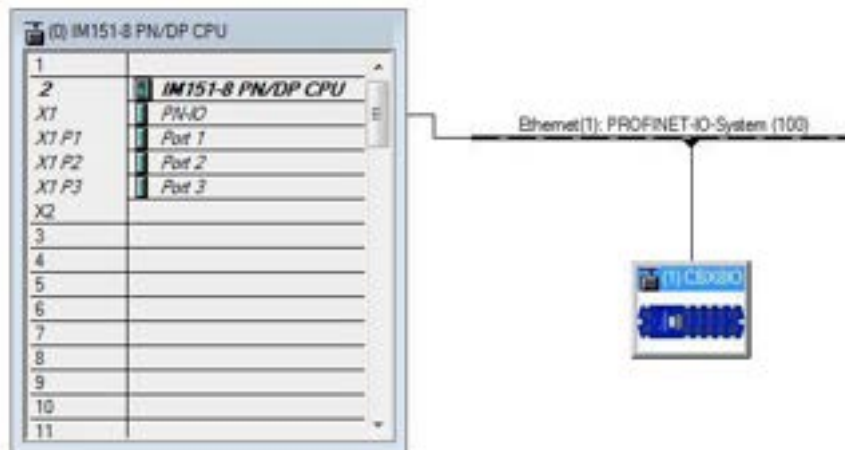 (0) IM151-8 PN/DP CPU
1
2 IM151-8 PN/DP CPU
X1 PN-IO
X1 P1 Port 1
X1 P2 Port 2
X1 P3 Port 3
X2
3
4
5
6
7
8
9
10
11
Ethernet(1): PROFINET-IO-System (100)
(1)